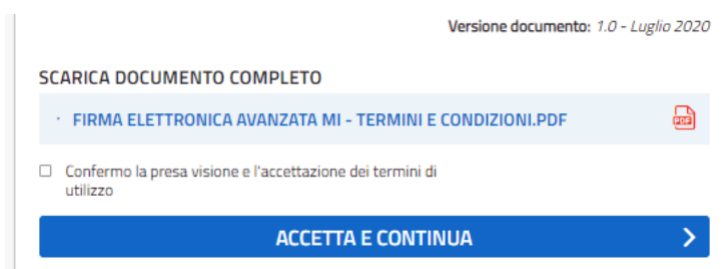 Versione documento: 1.0 - Luglio 2020
SCARICA DOCUMENTO COMPLETO
· FIRMA ELETTRONICA AVANZATA MI - TERMINI E CONDIZIONI.PDF
PDF
Confermo la presa visione e l'accettazione dei termini di
utilizzo
ACCETTA E CONTINUA